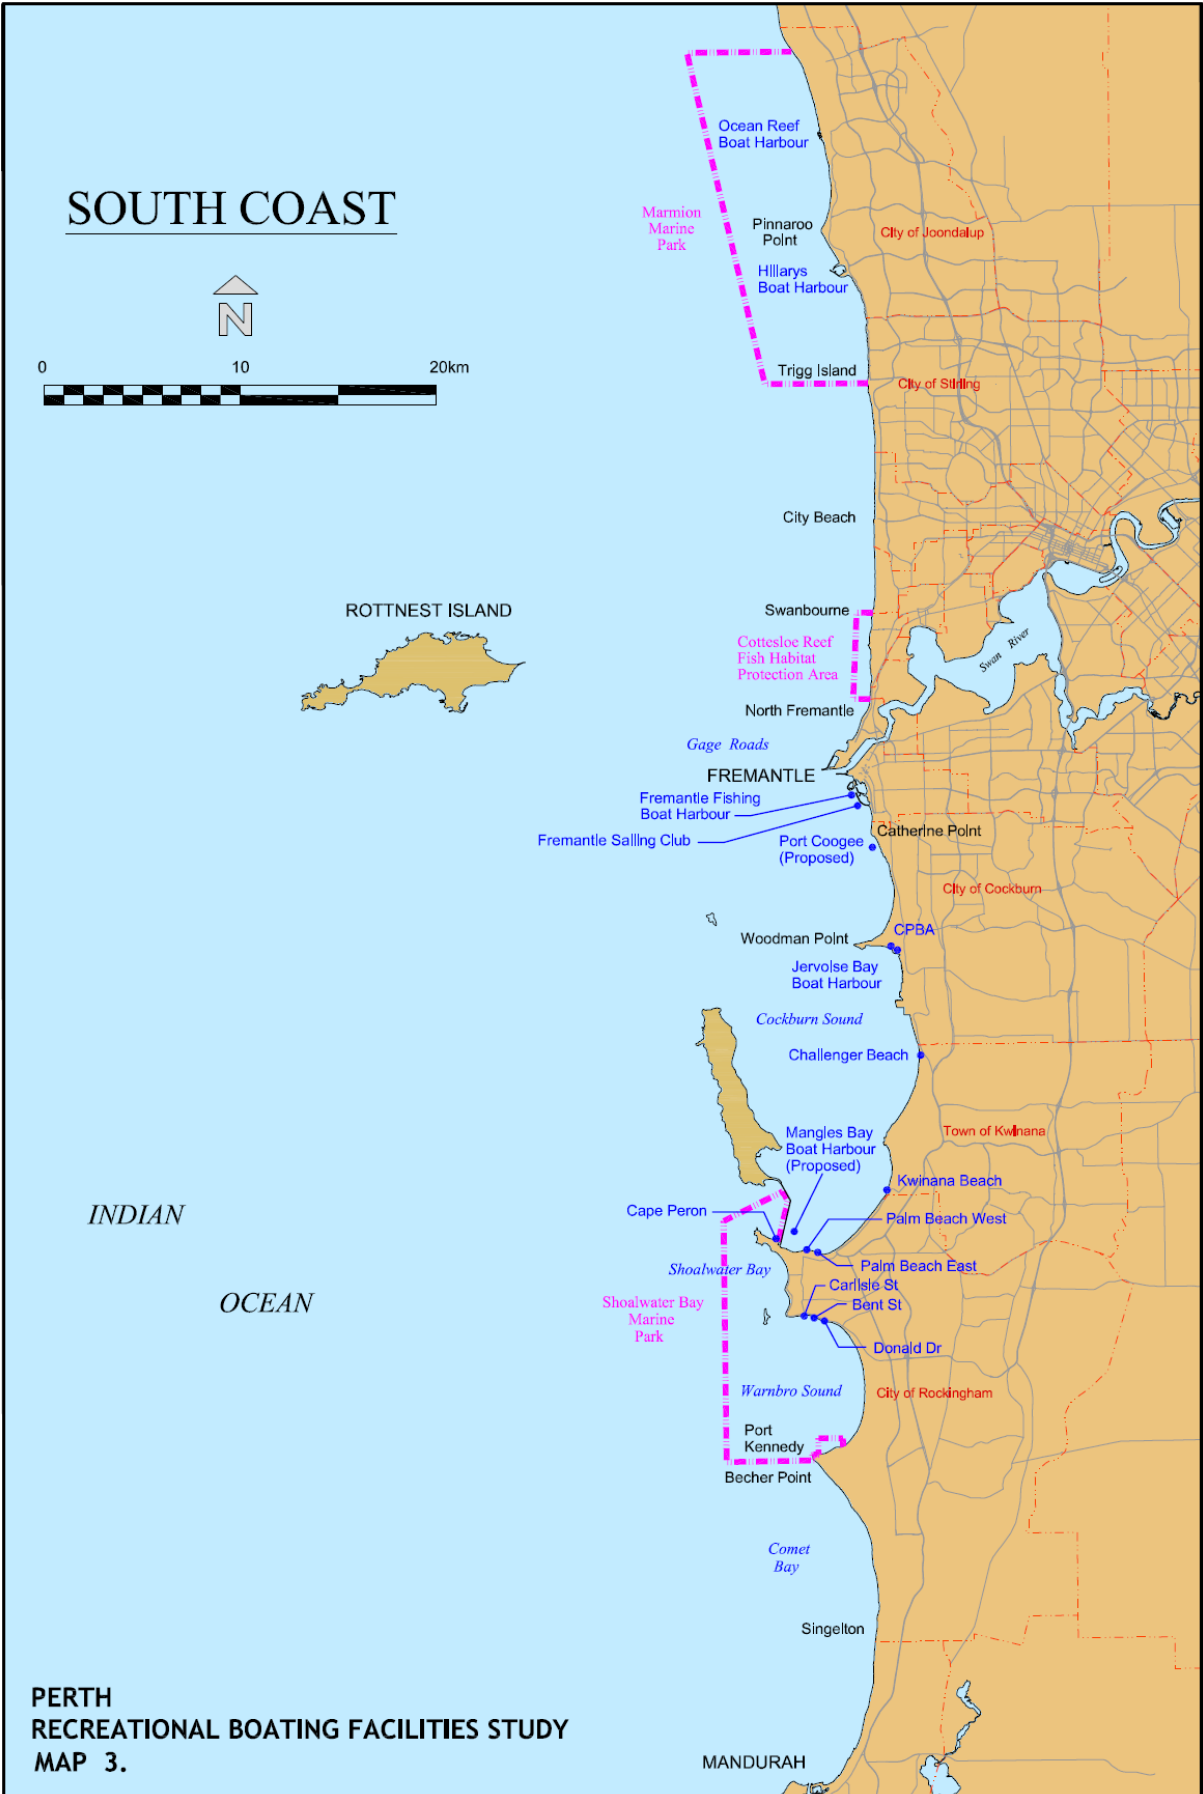 Ocean Reef
Boat Harbour
SOUTH COAST
Marmion
Marine
Park
Pinnaroo
Point
City of Joondalup
Hillarys
Boat Harbour
N
0 10 20km
Trigg Island
City of Stirling
City Beach
ROTTNEST ISLAND
Swanbourne
Cottesloe Reef
Fish Habitat
Protection Area
Swan River
North Fremantle
Gage Roads
FREMANTLE
Fremantle Fishing
Boat Harbour
Fremantle Sailing Club
Catherine Point
Port Coogee
(Proposed)
City of Cockburn
CPBA
Woodman Point
Jervoise Bay
Boat Harbour
Cockburn Sound
Challenger Beach
Mangles Bay
Boat Harbour
(Proposed)
Town of Kwinana
Kwinana Beach
Cape Peron
Palm Beach West
INDIAN
OCEAN
Palm Beach East
Shoalwater Bay
Carlisle St
Bent St
Shoalwater Bay
Marine
Park
Donald Dr
Warnbro Sound
City of Rockingham
Port
Kennedy
Becher Point
Comet
Bay
Singelton
PERTH
RECREATIONAL BOATING FACILITIES STUDY
MAP 3.
MANDURAH